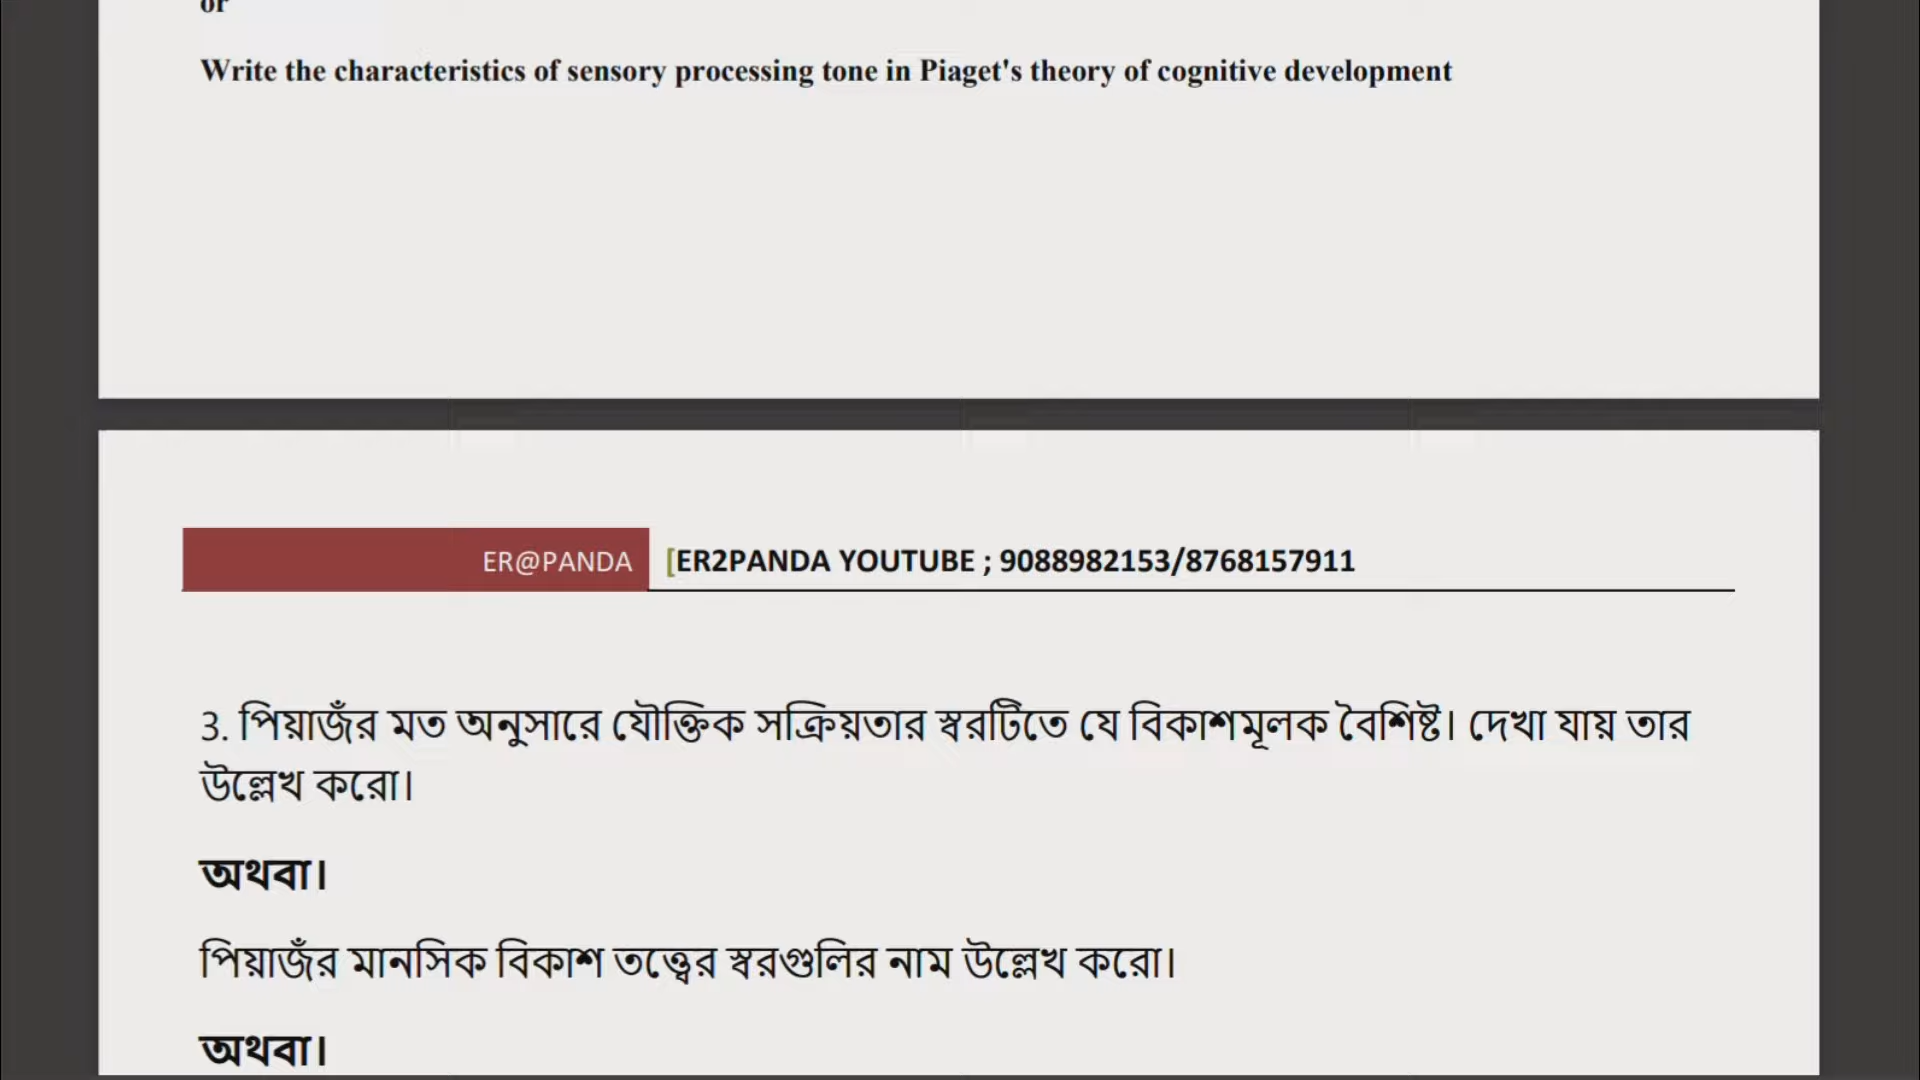 or
Write the characteristics of sensory processing tone in Piaget's theory of cognitive development
ER@PANDA [ER2PANDA YOUTUBE ; 9088982153/8768157911
3. পিয়াজঁর মত অনুসারে যৌক্তিক সক্রিয়তার স্বরটিতে যে বিকাশমূলক বৈশিষ্ট। দেখা যায় তার
উল্লেখ করো।
অথবা।
পিয়াজঁর মানসিক বিকাশ তত্ত্বের স্বরগুলির নাম উল্লেখ করো।
অথবা।